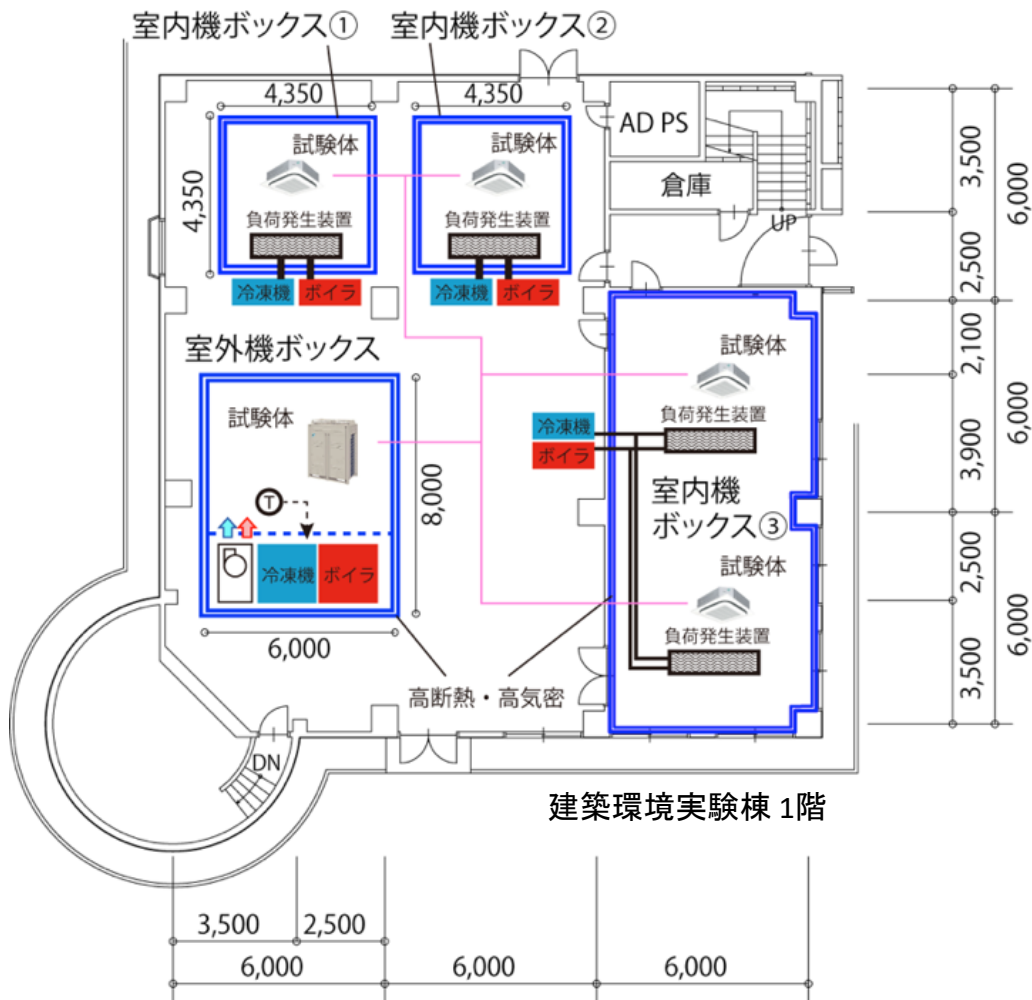 室内機ボックス①
室内機ボックス②
4,350
4,350
AD PS
試験体
試験体
4,350
倉庫
負荷発生装置
負荷発生装置
UP
冷凍機
ボイラ
冷凍機
ボイラ
3,500
6,000
2,500
室外機ボックス
試験体
2,100
試験体
負荷発生装置
冷凍機
ボイラ
6,000
3,900
8,000
室内機
ボックス③
T
試験体
冷凍機
ボイラ
2,500
負荷発生装置
6,000
6,000
3,500
高断熱・高気密
DN
建築環境実験棟 1階
3,500
2,500
6,000
6,000
6,000